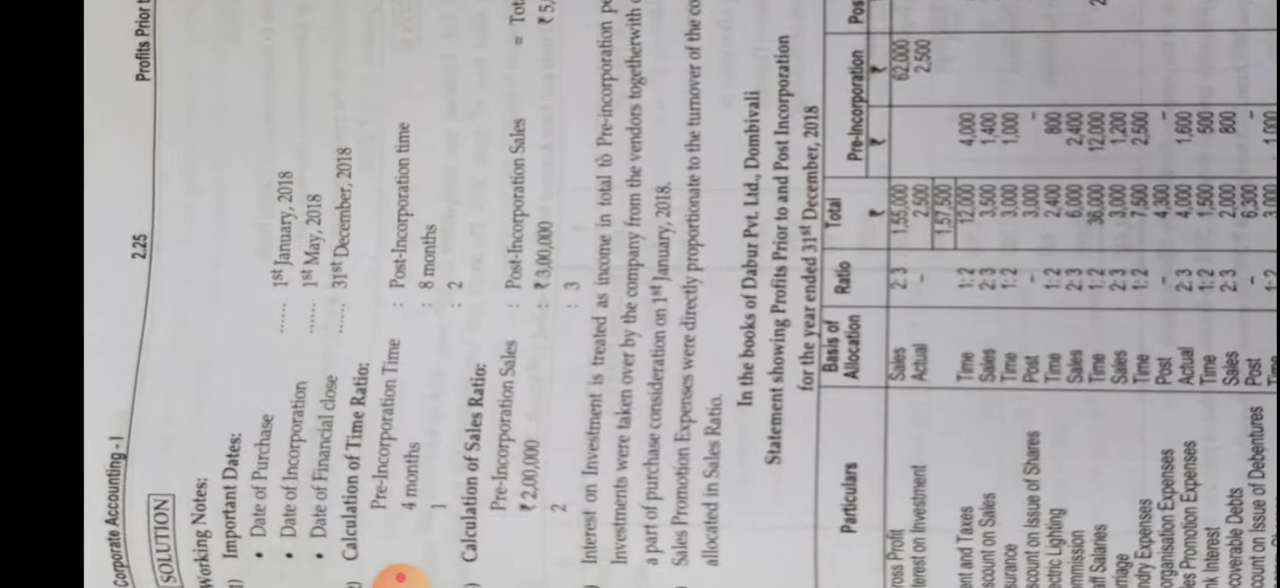 Corporate Accounting - I 2.25 Profits Prior t
SOLUTION
Working Notes:
1) Important Dates:
• Date of Purchase ...... 1st January, 2018
• Date of Incorporation ...... 1st May, 2018
• Date of Financial close ...... 31st December, 2018
2) Calculation of Time Ratio:
Pre-Incorporation Time : Post-Incorporation time
4 months : 8 months
1 : 2
) Calculation of Sales Ratio:
Pre-Incorporation Sales : Post-Incorporation Sales = Tot
₹ 2,00,000 : ₹ 3,00,000 ₹ 5,
2 : 3
) Interest on Investment is treated as income in total to Pre-incorporation pe
Investments were taken over by the company from the vendors togetherwith
a part of purchase consideration on 1st January, 2018.
) Sales Promotion Expenses were directly proportionate to the turnover of the co
allocated in Sales Ratio.
In the books of Dabur Pvt. Ltd., Dombivali
Statement showing Profits Prior to and Post Incorporation
for the year ended 31st December, 2018
Particulars Basis of Allocation Ratio Total Pre-Incorporation Pos
₹ ₹ ₹
ross Profit Sales 2:3 1,55,000 62,000
terest on Investment Actual - 2,500 2,500
1,57,500
ent and Taxes Time 1:2 12,000 4,000
scount on Sales Sales 2:3 3,500 1,400
surance Time 1:2 3,000 1,000
scount on Issue of Shares Post - 3,000 -
ectric Lighting Time 1:2 2,400 800
mmission Sales 2:3 6,000 2,400
aff Salaries Time 1:2 36,000 12,000
rriage Sales 2:3 3,000 1,200
ndry Expenses Time 1:2 7,500 2,500
organisation Expenses Post - 4,300 -
les Promotion Expenses Actual 2:3 4,000 1,600
nk Interest Time 1:2 1,500 500
coverable Debts Sales 2:3 2,000 800
count on Issue of Debentures Post - 6,300 -
Time 1:2 3,000 1,000